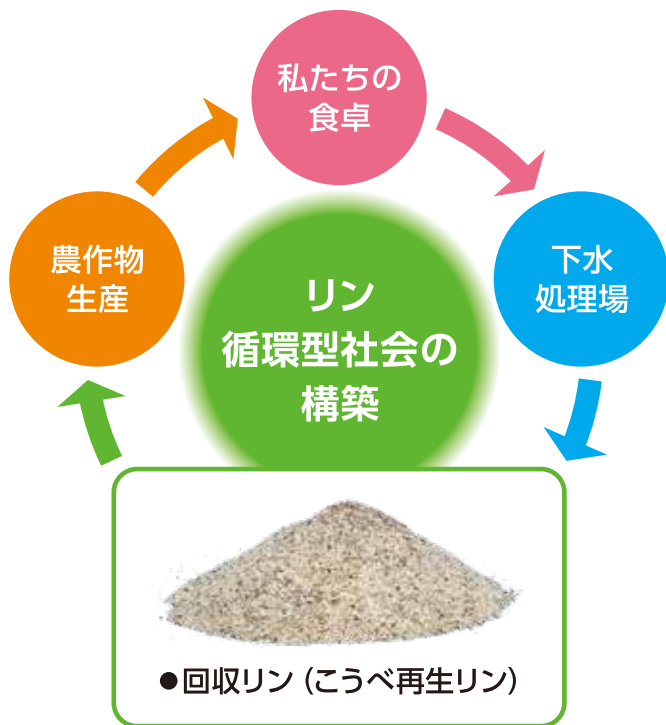 私たちの
食卓
農作物
生産
下水
処理場
リン
循環型社会の
構築
●回収リン（こうべ再生リン）